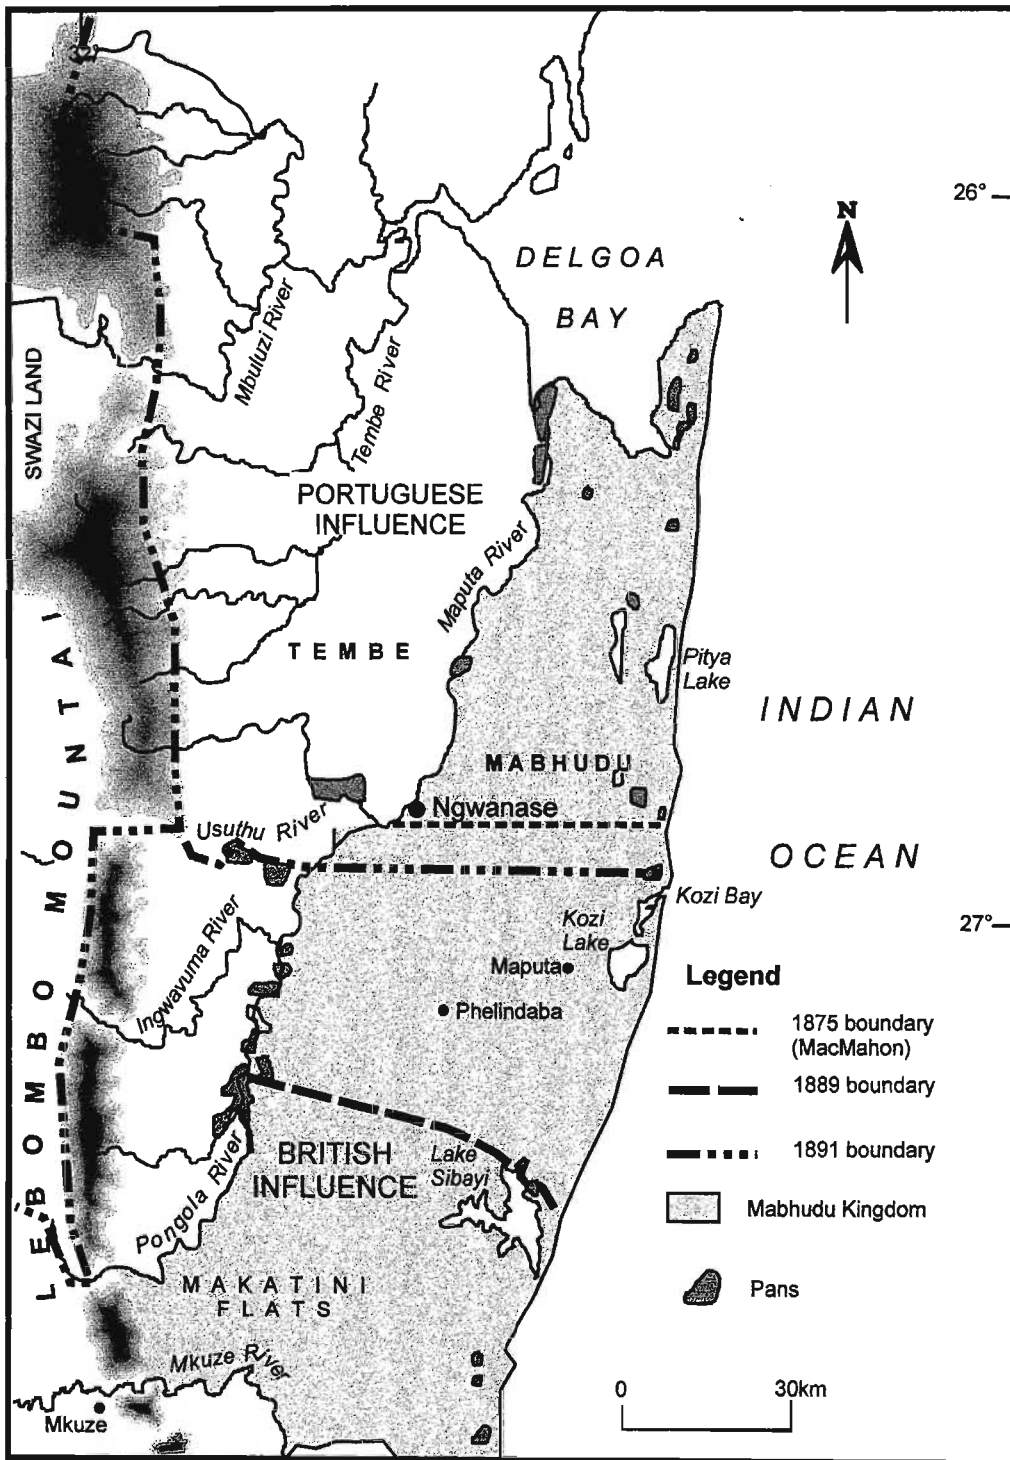 26°
N
DELGOA
BAY
SWAZI LAND
Mbuluzi River
Tembe River
PORTUGUESE
INFLUENCE
Maputa River
TEMBE
Pitya
Lake
INDIAN
OCEAN
MABHUDU
Ngwanase
Usuthu River
LEBOMBO MOUNTAI
Kozi Bay
Kozi
Lake
27°
Ingwavuma River
Maputa
Phelindaba
Legend
1875 boundary
(MacMahon)
1889 boundary
1891 boundary
Mabhudu Kingdom
Pans
BRITISH
INFLUENCE
Lake
Sibayi
Pongola River
MAKATINI
FLATS
Mkuze River
Mkuze
0 30km